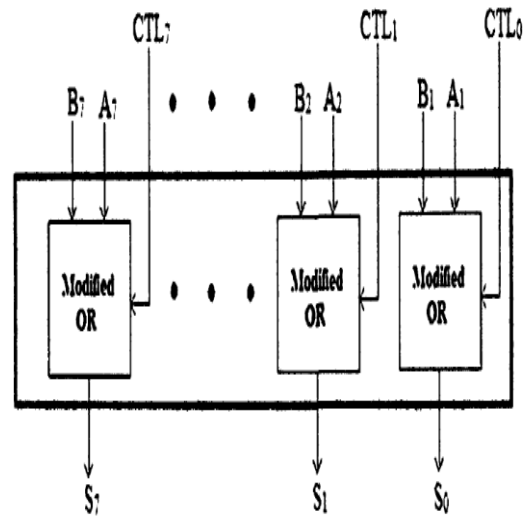 CTL7 CTL1 CTL0
B7 A7 B2 A2 B1 A1
Modified OR
Modified OR
Modified OR
S7 S1 S0